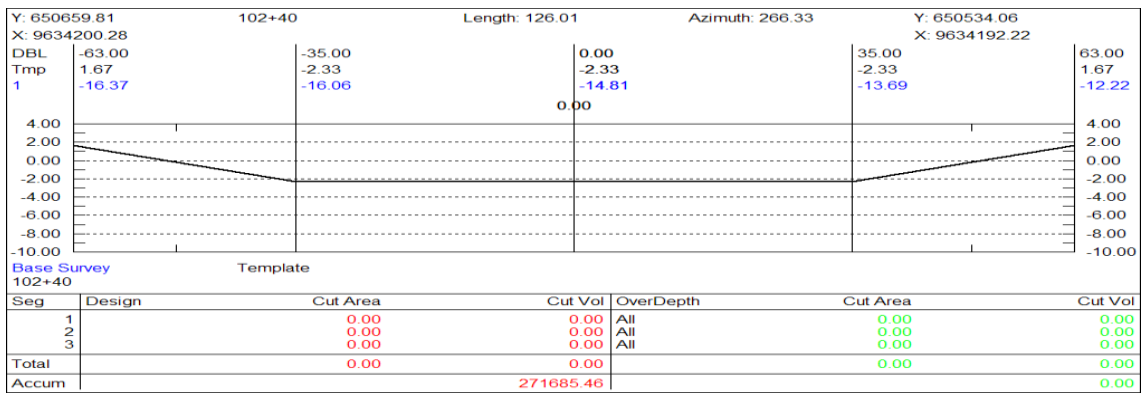 Y: 650659.81 102+40 Length: 126.01 Azimuth: 266.33 Y: 650534.06
X: 9634200.28 X: 9634192.22
DBL -63.00 -35.00 0.00 35.00 63.00
Tmp 1.67 -2.33 -2.33 -2.33 1.67
1 -16.37 -16.06 -14.81 -13.69 -12.22
0.00
4.00 4.00
2.00 2.00
0.00 0.00
-2.00 -2.00
-4.00 -4.00
-6.00 -6.00
-8.00 -8.00
-10.00 -10.00
Base Survey Template
102+40
Seg Design Cut Area Cut Vol OverDepth Cut Area Cut Vol
1 0.00 0.00 All 0.00 0.00
2 0.00 0.00 All 0.00 0.00
3 0.00 0.00 All 0.00 0.00
Total 0.00 0.00 0.00 0.00
Accum 271685.46 0.00